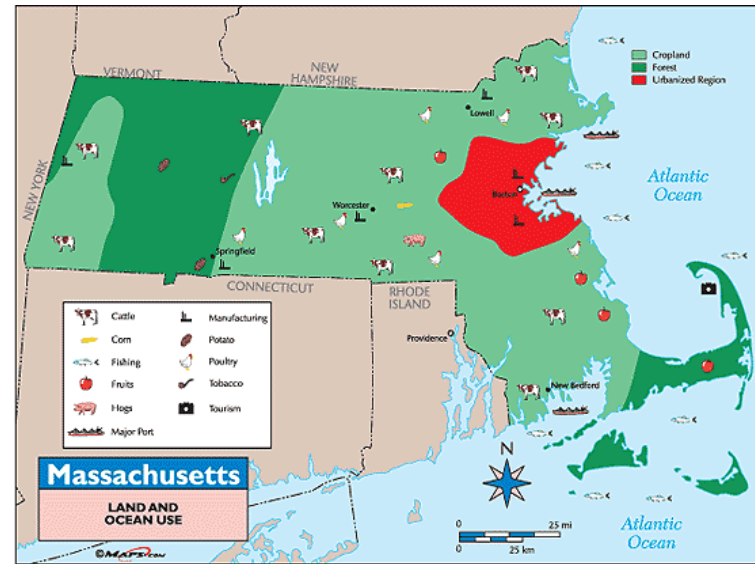 VERMONT
NEW
HAMPSHIRE
Cropland
Forest
Urbanized Region
Lowell
Atlantic
Ocean
NEW YORK
Boston
Worcester
Springfield
CONNECTICUT
RHODE
ISLAND
Providence
New Bedford
Cattle
Corn
Fishing
Fruits
Hogs
Major Port
Manufacturing
Potato
Poultry
Tobacco
Tourism
N
Massachusetts
LAND AND
OCEAN USE
0 25 mi
0 25 km
Atlantic
Ocean
©MAPS.com